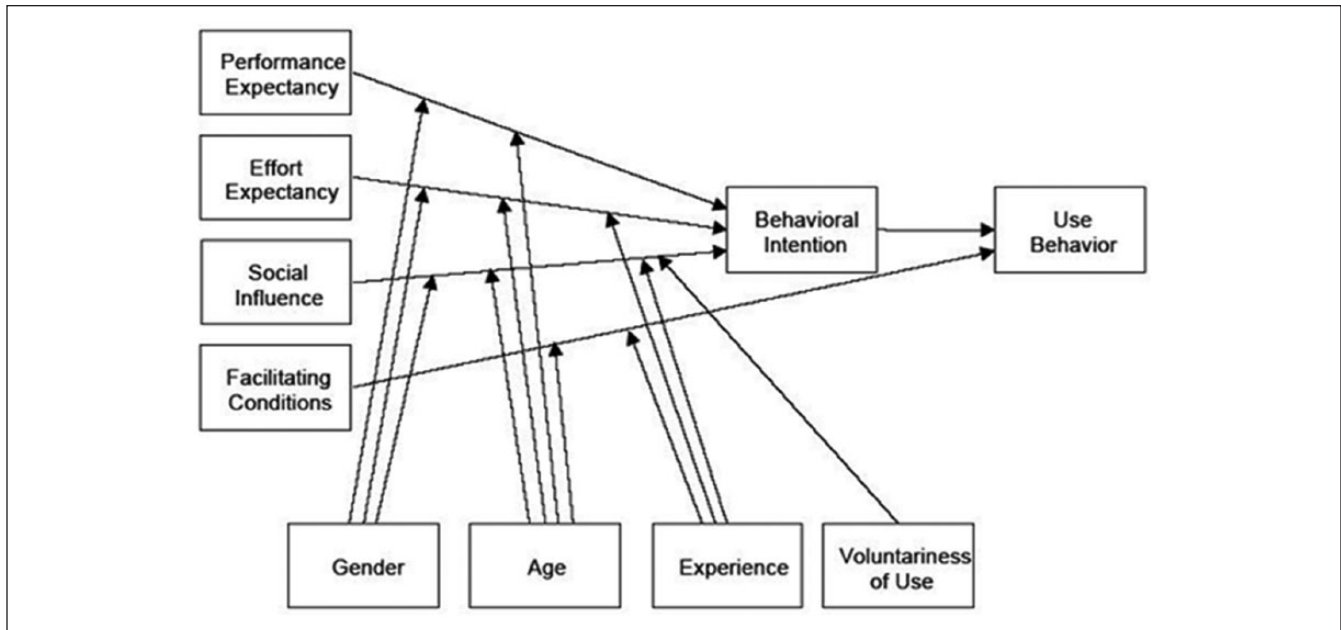 Performance
Expectancy
Effort
Expectancy
Social
Influence
Facilitating
Conditions
Behavioral
Intention
Use
Behavior
Gender
Age
Experience
Voluntariness
of Use